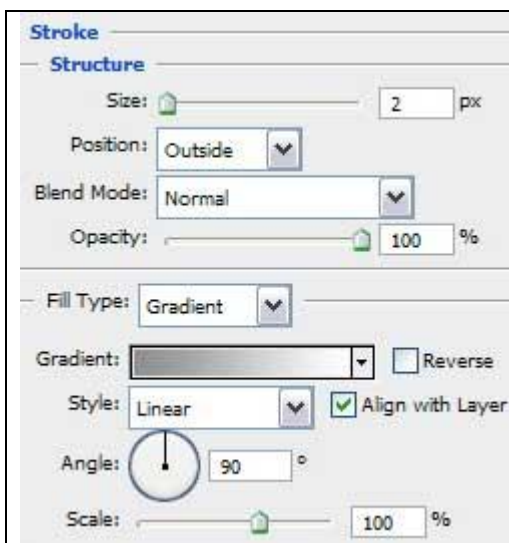 Stroke
Structure
Size: 2 px
Position: Outside
Blend Mode: Normal
Opacity: 100 %
Fill Type: Gradient
Gradient: Reverse
Style: Linear Align with Layer
Angle: 90 °
Scale: 100 %